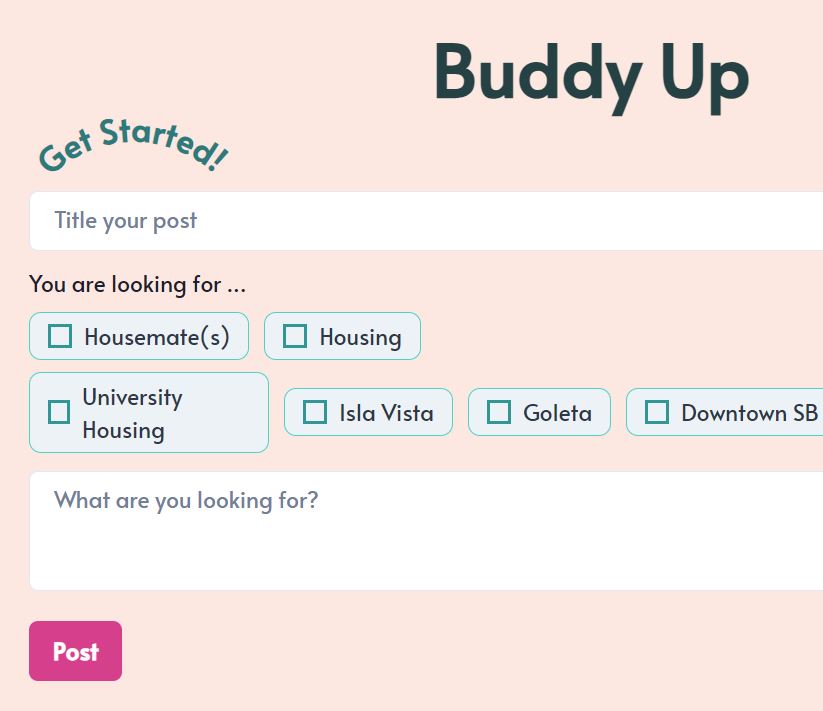 Buddy Up
Get Started!
Title your post
You are looking for ...
Housemate(s) Housing
University
Housing
Isla Vista Goleta Downtown SB
What are you looking for?
Post